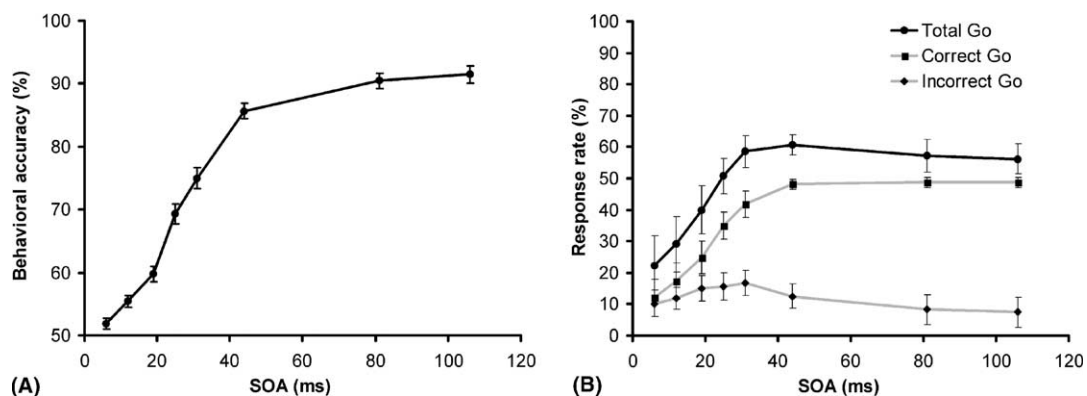 100
90
80
70
60
50
0 20 40 60 80 100 120
Behavioral accuracy (%)
SOA (ms)
(A)
100
90
80
70
60
50
40
30
20
10
0
0 20 40 60 80 100 120
Response rate (%)
SOA (ms)
Total Go
Correct Go
Incorrect Go
(B)